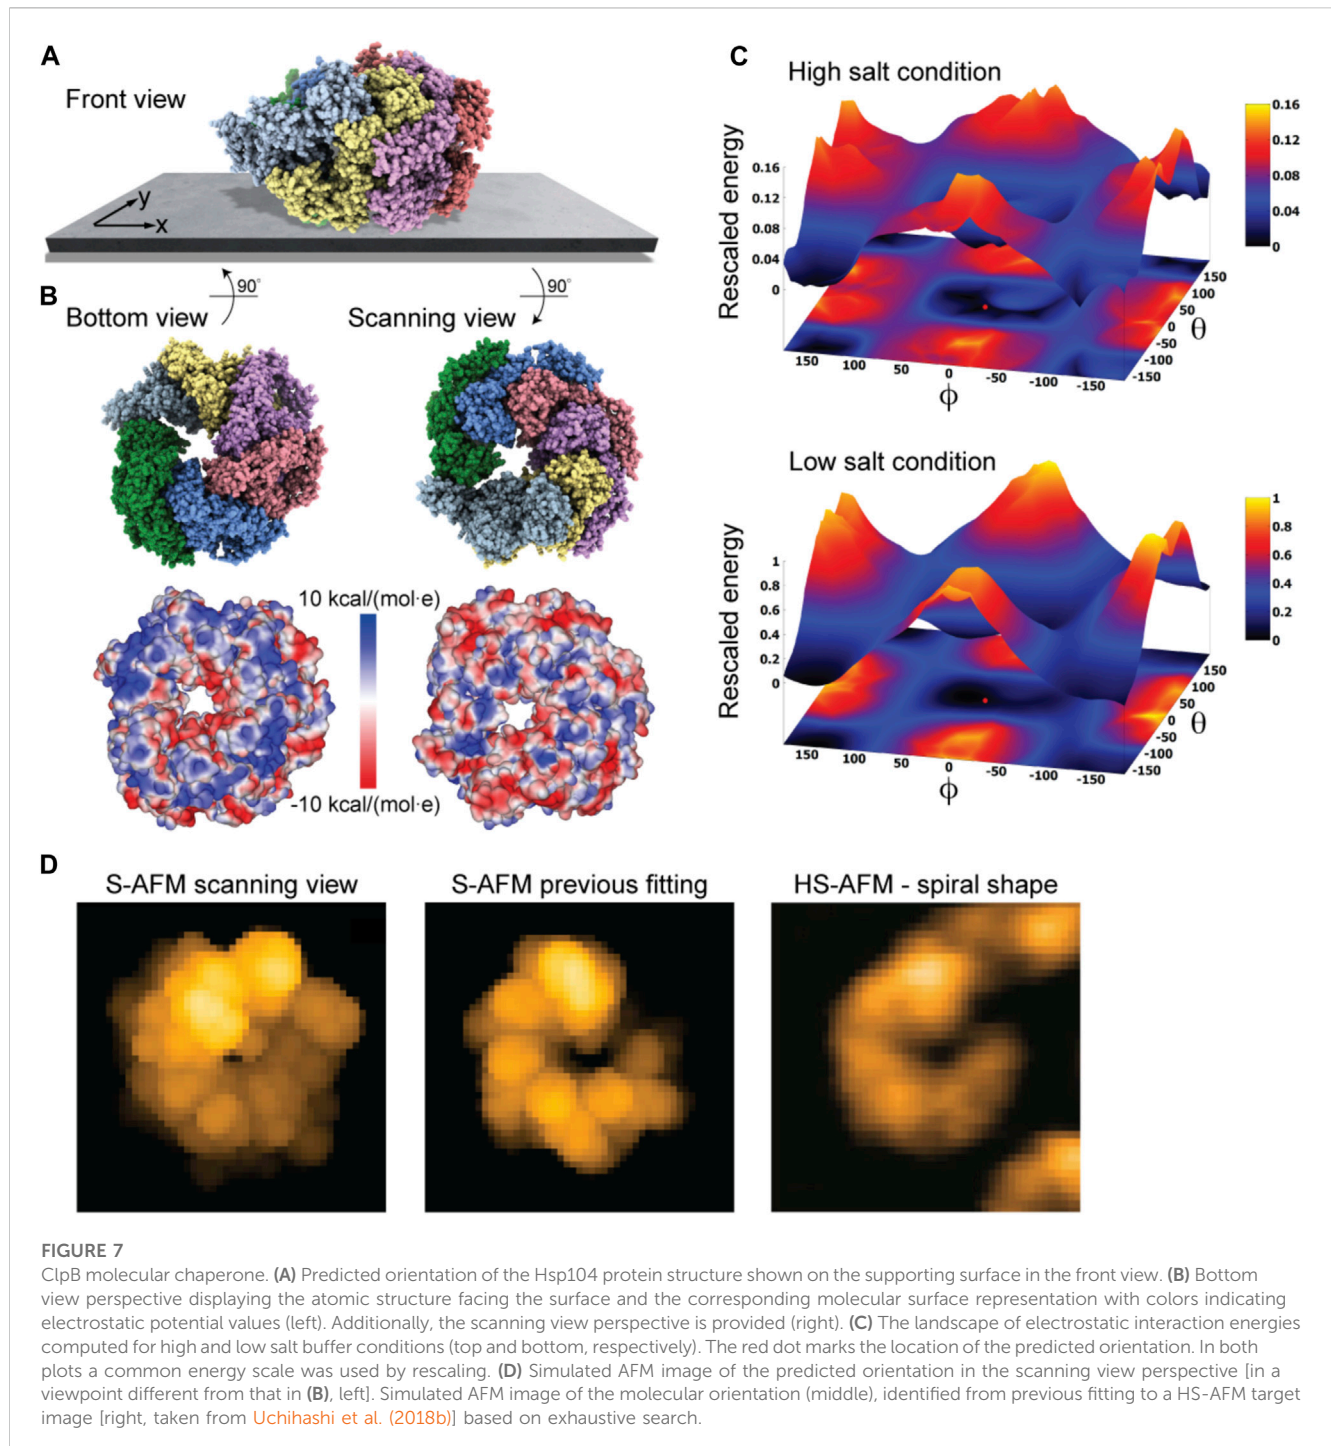 A
Front view
y
x
90°
90°
B
Bottom view
Scanning view
10 kcal/(mol·e)
-10 kcal/(mol·e)
C
High salt condition
Rescaled energy
0.16
0.12
0.08
0.04
0
0.16
0.12
0.08
0.04
0
150
100
50
0
-50
-100
-150
θ
150
100
50
0
-50
-100
-150
ϕ
Low salt condition
Rescaled energy
1
0.8
0.6
0.4
0.2
0
1
0.8
0.6
0.4
0.2
0
150
100
50
0
-50
-100
-150
θ
150
100
50
0
-50
-100
-150
ϕ
D
S-AFM scanning view
S-AFM previous fitting
HS-AFM - spiral shape
FIGURE 7
ClpB molecular chaperone. (A) Predicted orientation of the Hsp104 protein structure shown on the supporting surface in the front view. (B) Bottom
view perspective displaying the atomic structure facing the surface and the corresponding molecular surface representation with colors indicating
electrostatic potential values (left). Additionally, the scanning view perspective is provided (right). (C) The landscape of electrostatic interaction energies
computed for high and low salt buffer conditions (top and bottom, respectively). The red dot marks the location of the predicted orientation. In both
plots a common energy scale was used by rescaling. (D) Simulated AFM image of the predicted orientation in the scanning view perspective [in a
viewpoint different from that in (B), left]. Simulated AFM image of the molecular orientation (middle), identified from previous fitting to a HS-AFM target
image [right, taken from Uchihashi et al. (2018b)] based on exhaustive search.